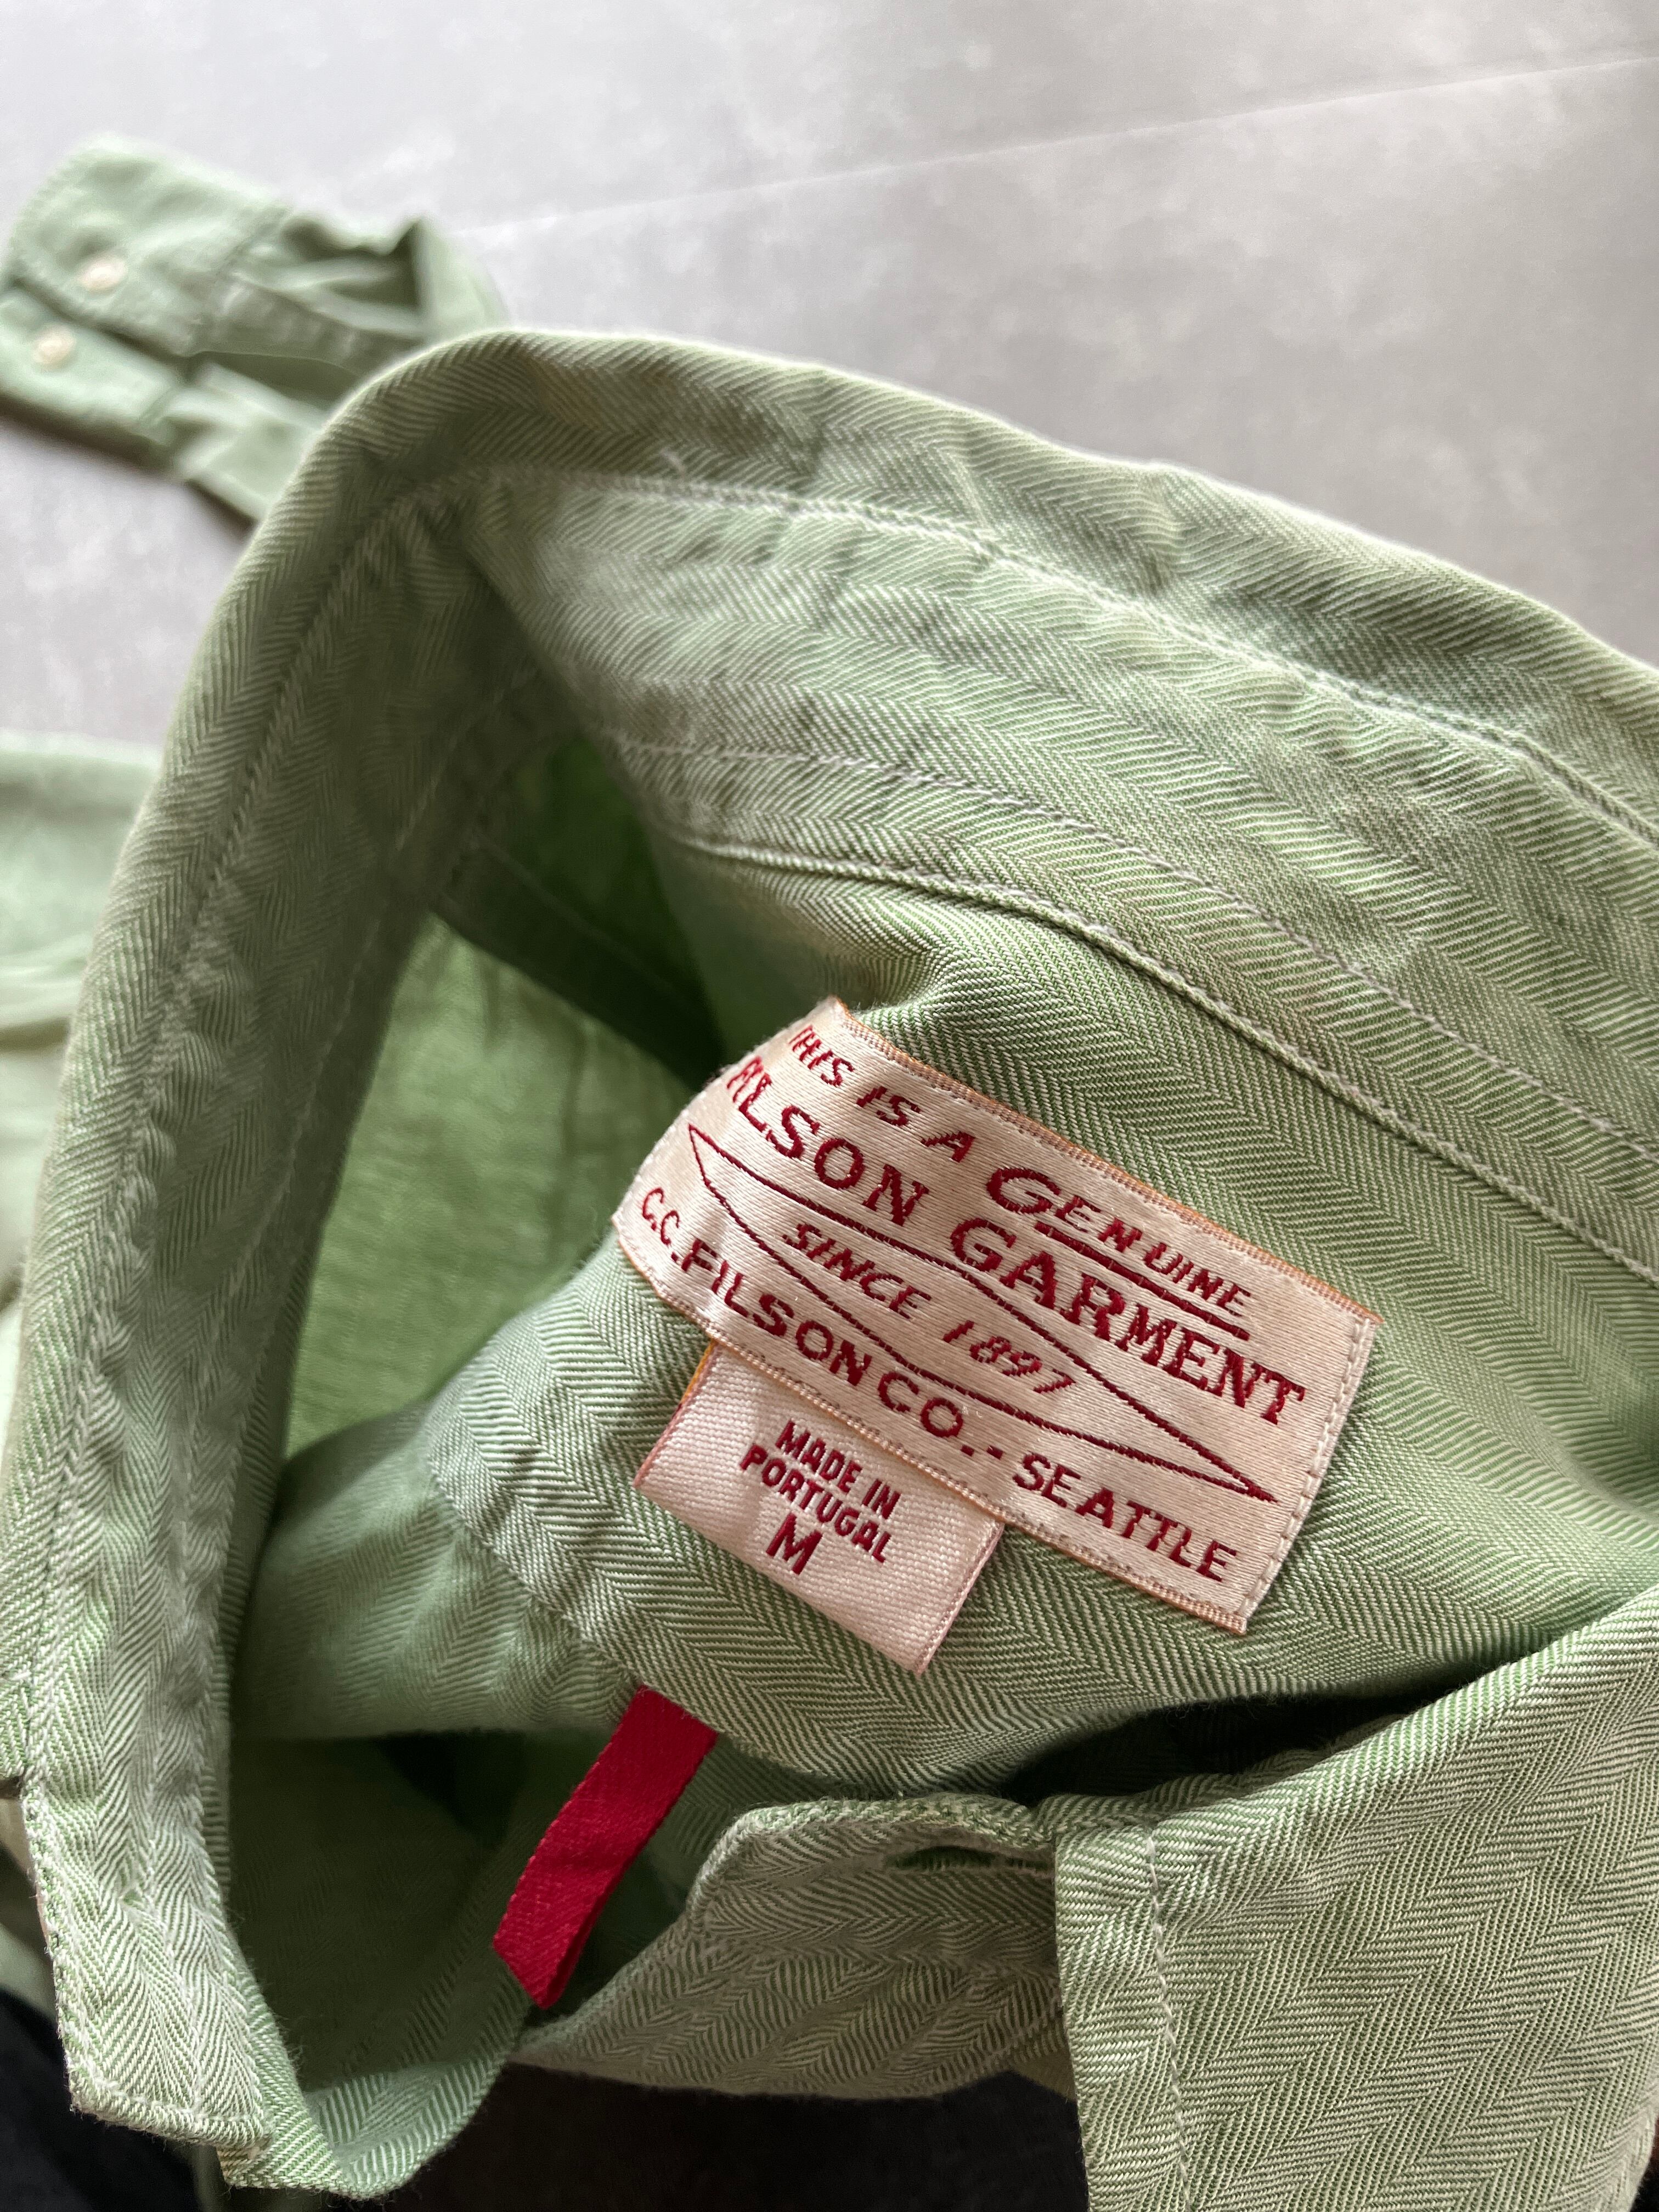 THIS IS A GENUINE
FILSON GARMENT
SINCE 1897
C.C. FILSON CO. - SEATTLE
MADE IN
PORTUGAL
M